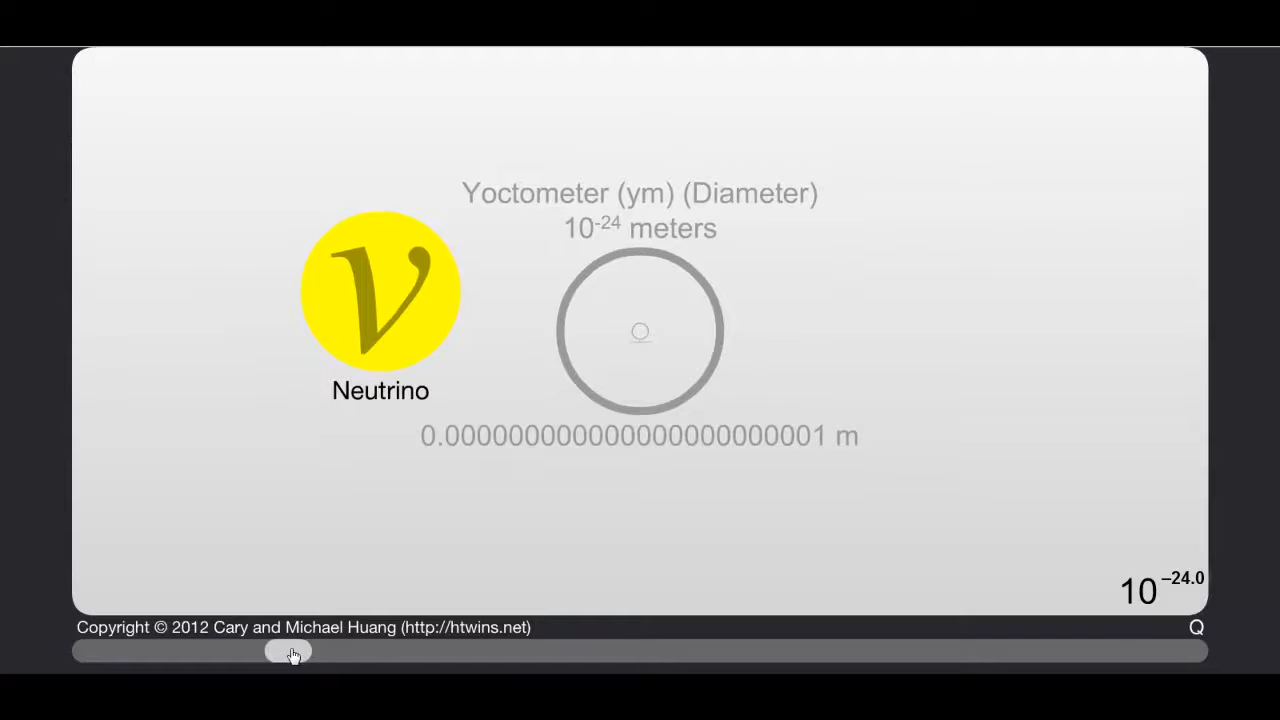 Yoctometer (ym) (Diameter)
10⁻²⁴ meters
ν
Neutrino
0.000000000000000000000001 m
10⁻²⁴·⁰
Copyright © 2012 Cary and Michael Huang (http://htwins.net)
Q